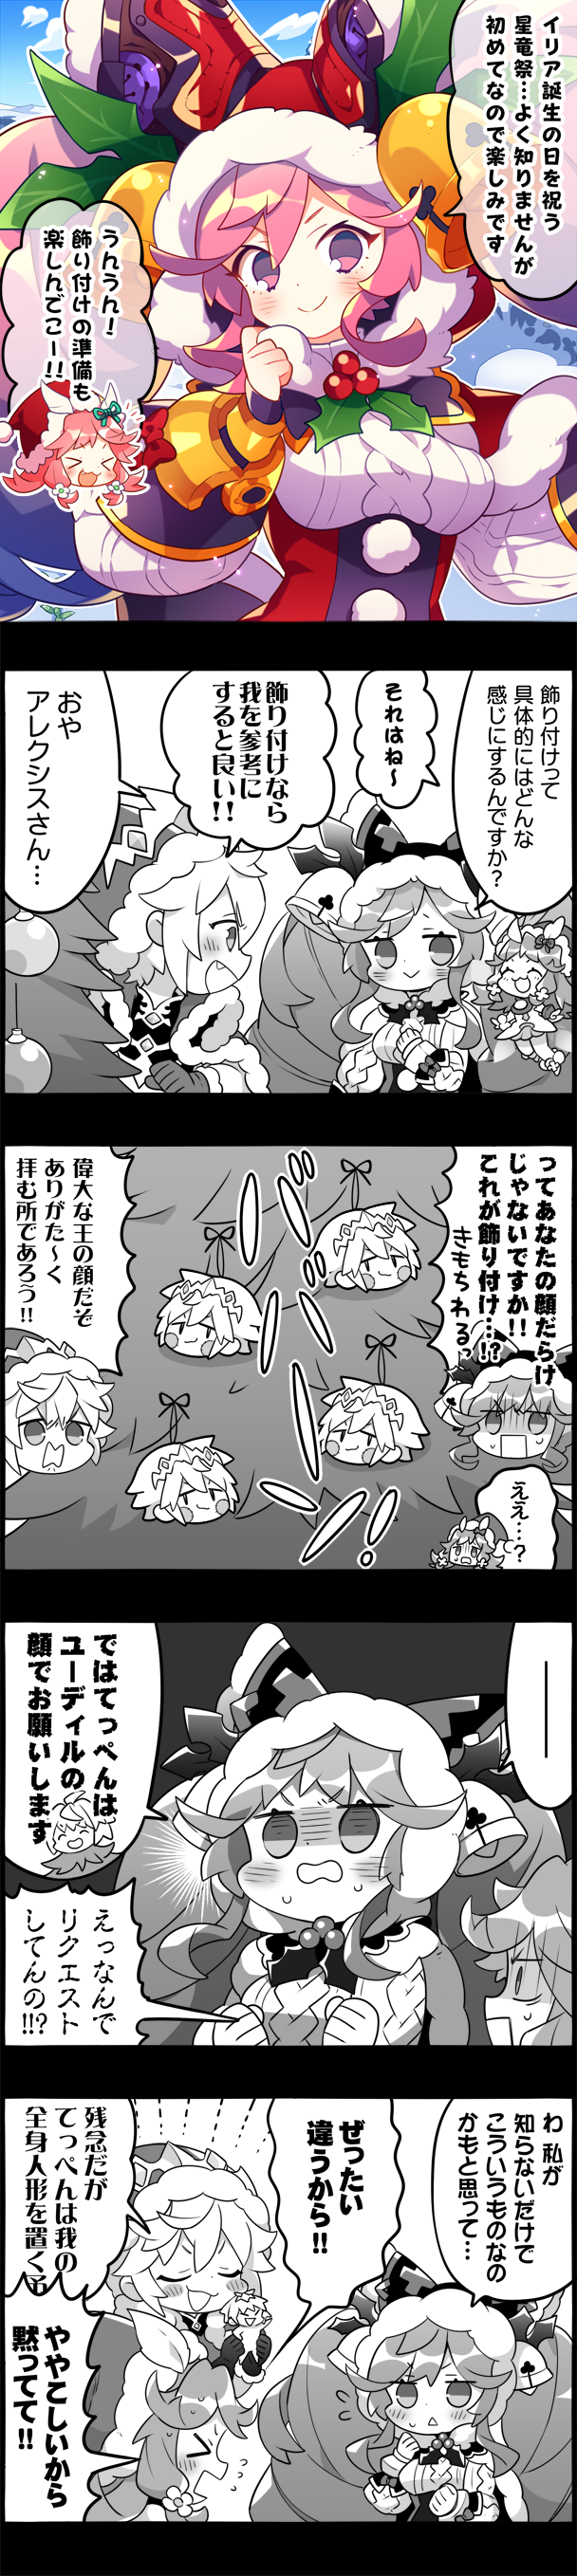 イリア誕生の日を祝う
星竜祭…よく知りませんが
初めてなので楽しみです
うんうん!
飾り付けの準備も
楽しんでこー!!
飾り付けって
具体的にはどんな
感じにするんですか?
それはね〜
飾り付けなら
我を参考に
すると良い!!
おや
アレクシスさん…
ってあなたの顔だらけ
じゃないですか!!
これが飾り付け…!?
きもちわるっ
ええ…?
偉大な王の顔だぞ
ありがた〜く
拝む所であろう!!
ーー
ではてっぺんは
ユーディルの
顔でお願いします
えっなんで
リクエスト
してんの!!?
わ 私が
知らないだけで
こういうものなの
かもと思って…
ぜったい
違うから!!
残念だが
てっぺんは我の
全身人形を置く予
ややこしいから
黙ってて!!